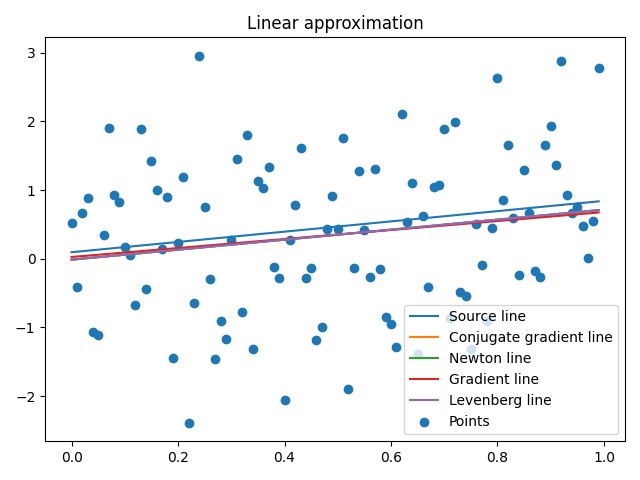 Linear approximation
3
2
1
0
−1
−2
0.0 0.2 0.4 0.6 0.8 1.0
Source line
Conjugate gradient line
Newton line
Gradient line
Levenberg line
Points